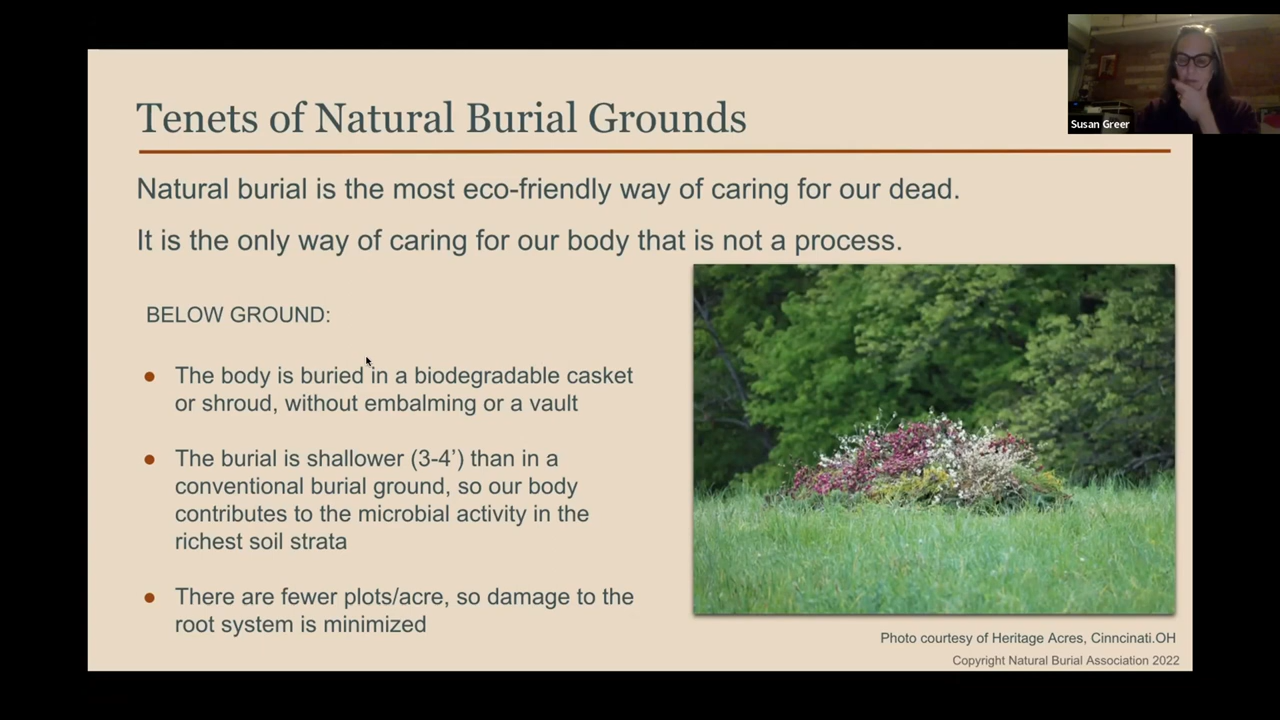 Susan Greer
Tenets of Natural Burial Grounds
Natural burial is the most eco-friendly way of caring for our dead.
It is the only way of caring for our body that is not a process.
BELOW GROUND:
● The body is buried in a biodegradable casket
or shroud, without embalming or a vault
● The burial is shallower (3-4’) than in a
conventional burial ground, so our body
contributes to the microbial activity in the
richest soil strata
● There are fewer plots/acre, so damage to the
root system is minimized
Photo courtesy of Heritage Acres, Cinncinati.OH
Copyright Natural Burial Association 2022